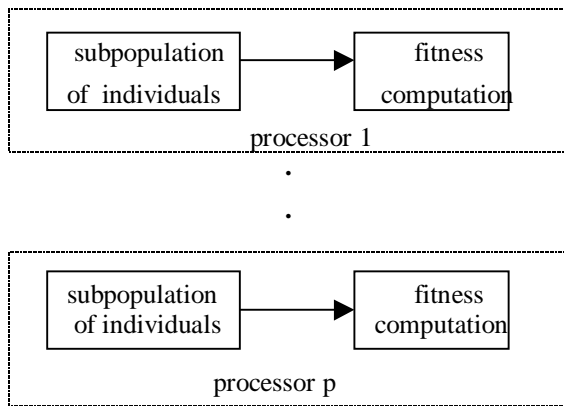 subpopulation
of individuals
fitness
computation
processor 1
.
.
subpopulation
of individuals
fitness
computation
processor p